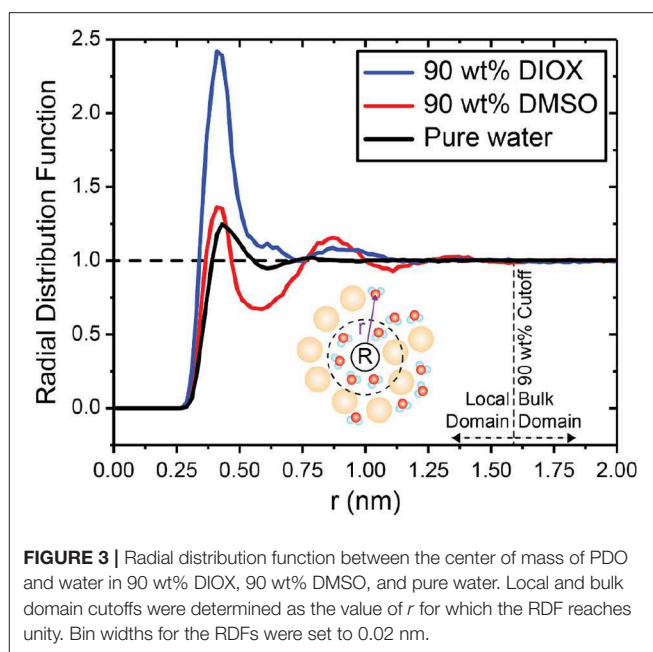 2.5
2.0
1.5
1.0
0.5
0.0
Radial Distribution Function
90 wt% DIOX
90 wt% DMSO
Pure water
r
R
90 wt% Cutoff
Local Bulk
Domain Domain
0.00 0.25 0.50 0.75 1.00 1.25 1.50 1.75 2.00
r (nm)
FIGURE 3 | Radial distribution function between the center of mass of PDO
and water in 90 wt% DIOX, 90 wt% DMSO, and pure water. Local and bulk
domain cutoffs were determined as the value of r for which the RDF reaches
unity. Bin widths for the RDFs were set to 0.02 nm.